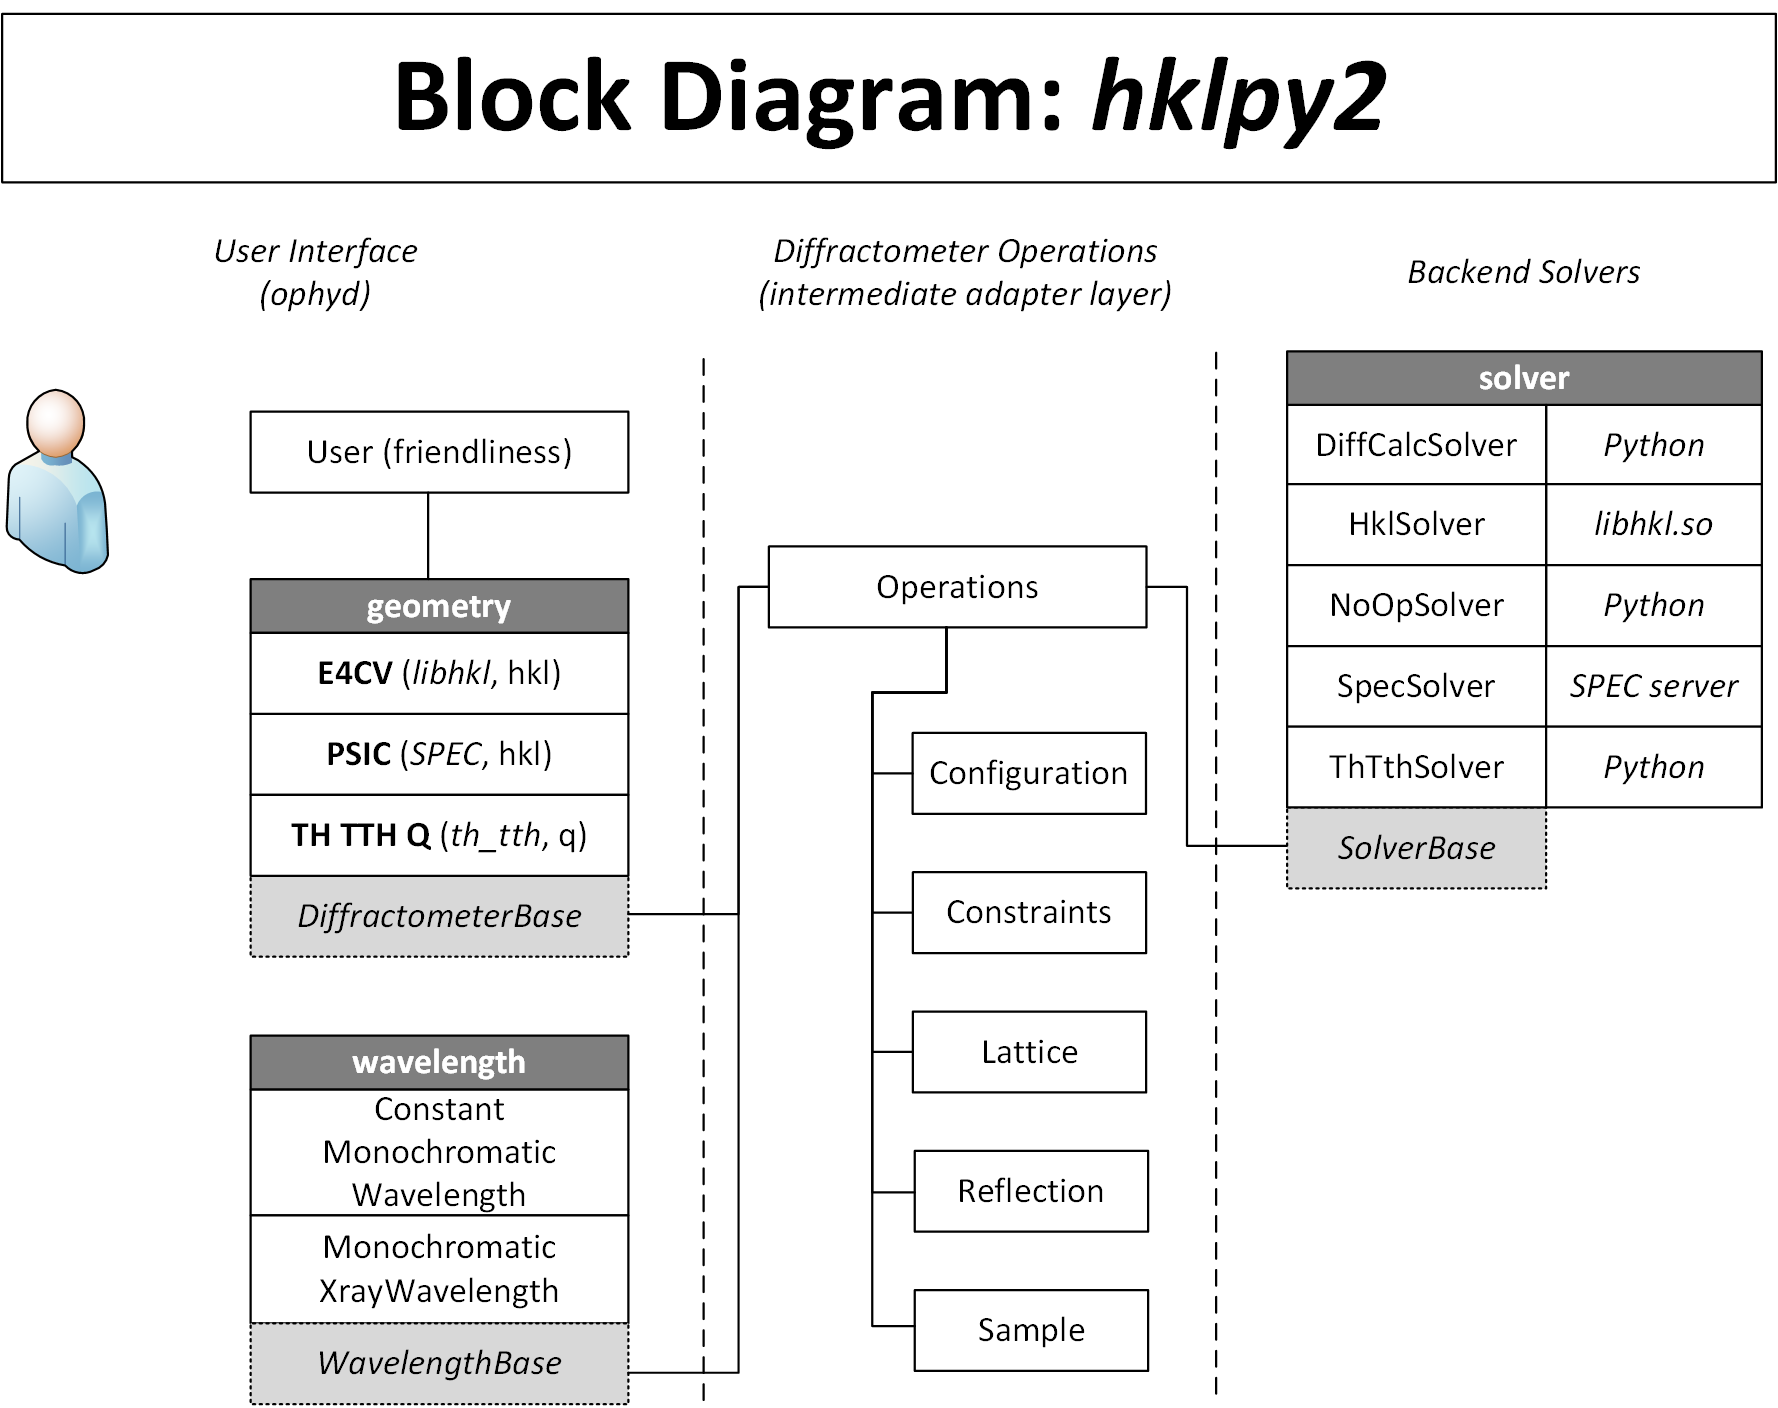 Block Diagram: hklpy2
User Interface
(ophyd)
Diffractometer Operations
(intermediate adapter layer)
Backend Solvers
User (friendliness)
geometry
E4CV (libhkl, hkl)
PSIC (SPEC, hkl)
TH TTH Q (th_tth, q)
DiffractometerBase
wavelength
Constant
Monochromatic
Wavelength
Monochromatic
XrayWavelength
WavelengthBase
Operations
Configuration
Constraints
Lattice
Reflection
Sample
solver
DiffCalcSolver Python
HklSolver libhkl.so
NoOpSolver Python
SpecSolver SPEC server
ThTthSolver Python
SolverBase